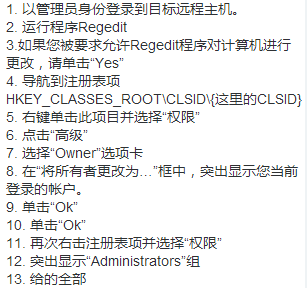 1. 以管理员身份登录到目标远程主机。
2. 运行程序Regedit
3.如果您被要求允许Regedit程序对计算机进行
更改，请单击“Yes”
4. 导航到注册表项
HKEY_CLASSES_ROOT\CLSID\{这里的CLSID}
5. 右键单击此项目并选择“权限”
6. 点击“高级”
7. 选择“Owner”选项卡
8. 在“将所有者更改为…”框中，突出显示您当前
登录的帐户。
9. 单击“Ok”
10. 单击“Ok”
11. 再次右击注册表项并选择“权限”
12. 突出显示“Administrators”组
13. 给的全部